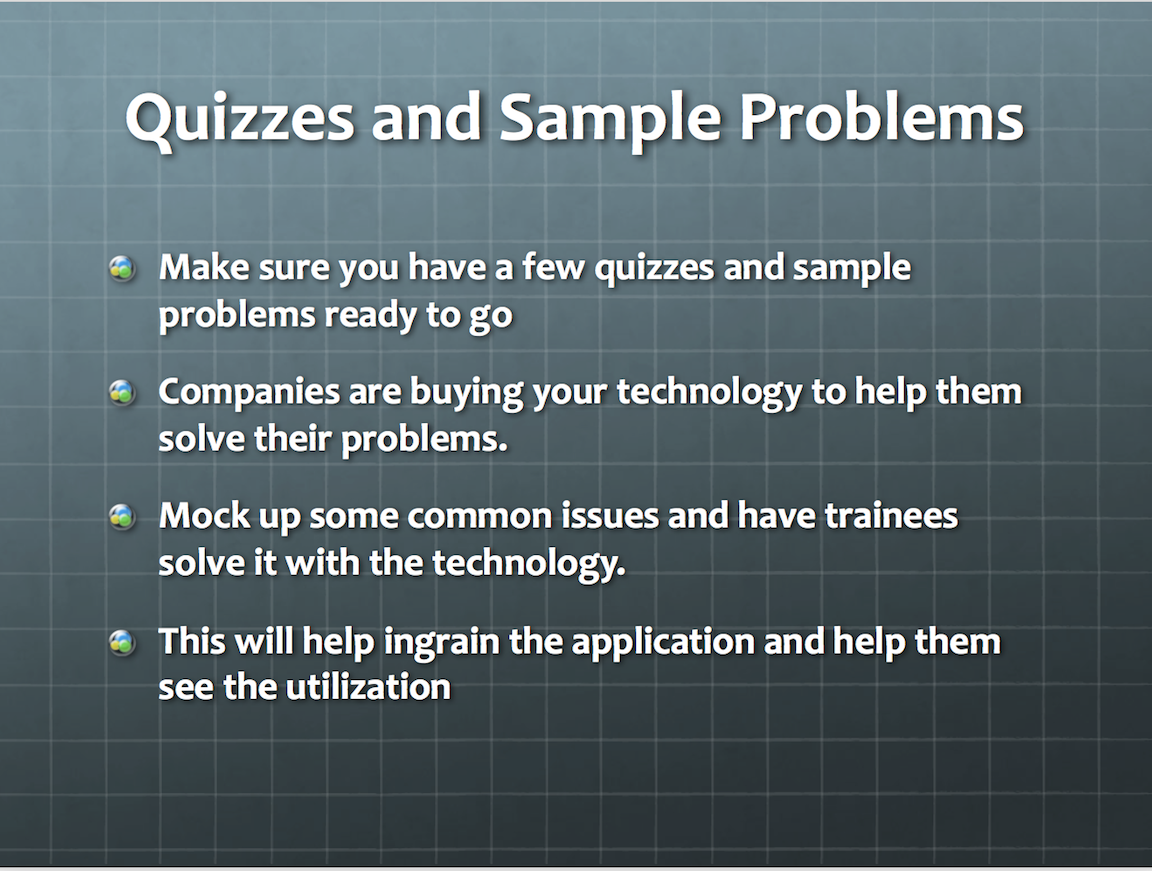 Quizzes and Sample Problems
Make sure you have a few quizzes and sample
problems ready to go
Companies are buying your technology to help them
solve their problems.
Mock up some common issues and have trainees
solve it with the technology.
This will help ingrain the application and help them
see the utilization